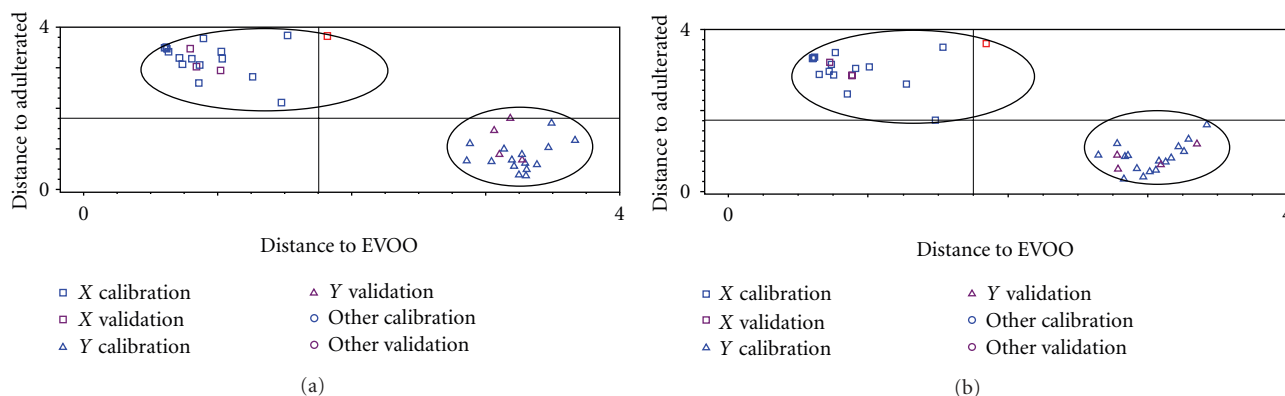 Distance to adulterated
4
0
0
4
Distance to EVOO
X calibration
X validation
Y calibration
Y validation
Other calibration
Other validation
(a)
Distance to adulterated
4
0
0
4
Distance to EVOO
X calibration
X validation
Y calibration
Y validation
Other calibration
Other validation
(b)